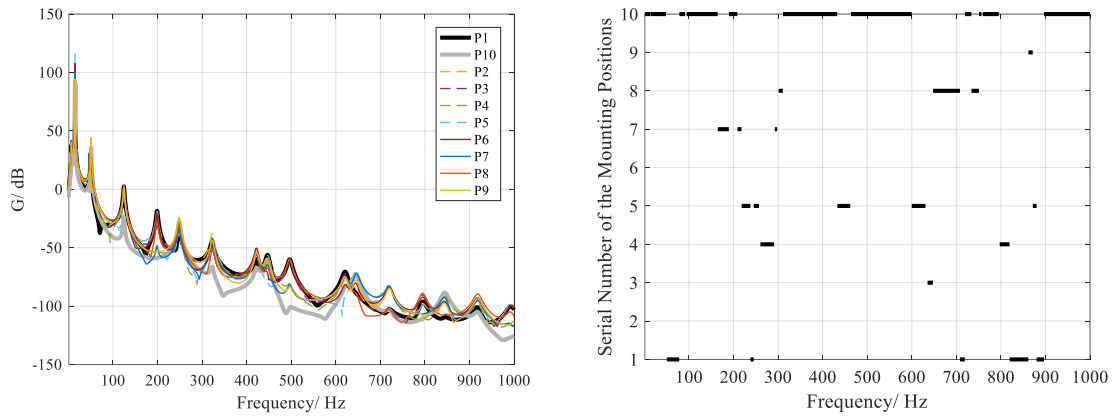 150
100
50
0
-50
-100
-150
G/ dB
100 200 300 400 500 600 700 800 900 1000
Frequency/ Hz
P1
P10
P2
P3
P4
P5
P6
P7
P8
P9
10
9
8
7
6
5
4
3
2
1
Serial Number of the Mounting Positions
100 200 300 400 500 600 700 800 900 1000
Frequency/ Hz